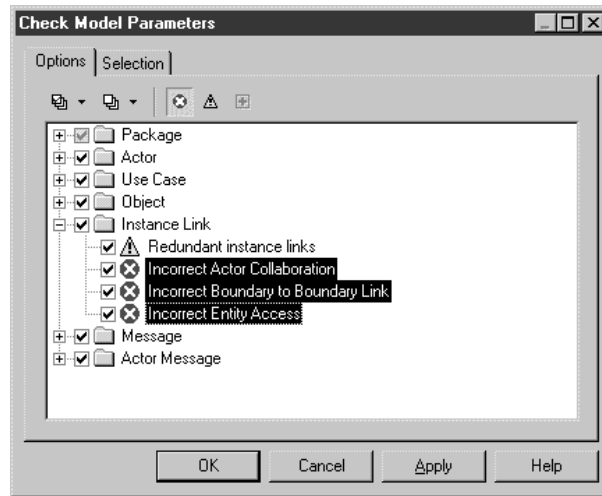 Check Model Parameters
Options
Selection
Package
Actor
Use Case
Object
Instance Link
Redundant instance links
Incorrect Actor Collaboration
Incorrect Boundary to Boundary Link
Incorrect Entity Access
Message
Actor Message
OK
Cancel
Apply
Help